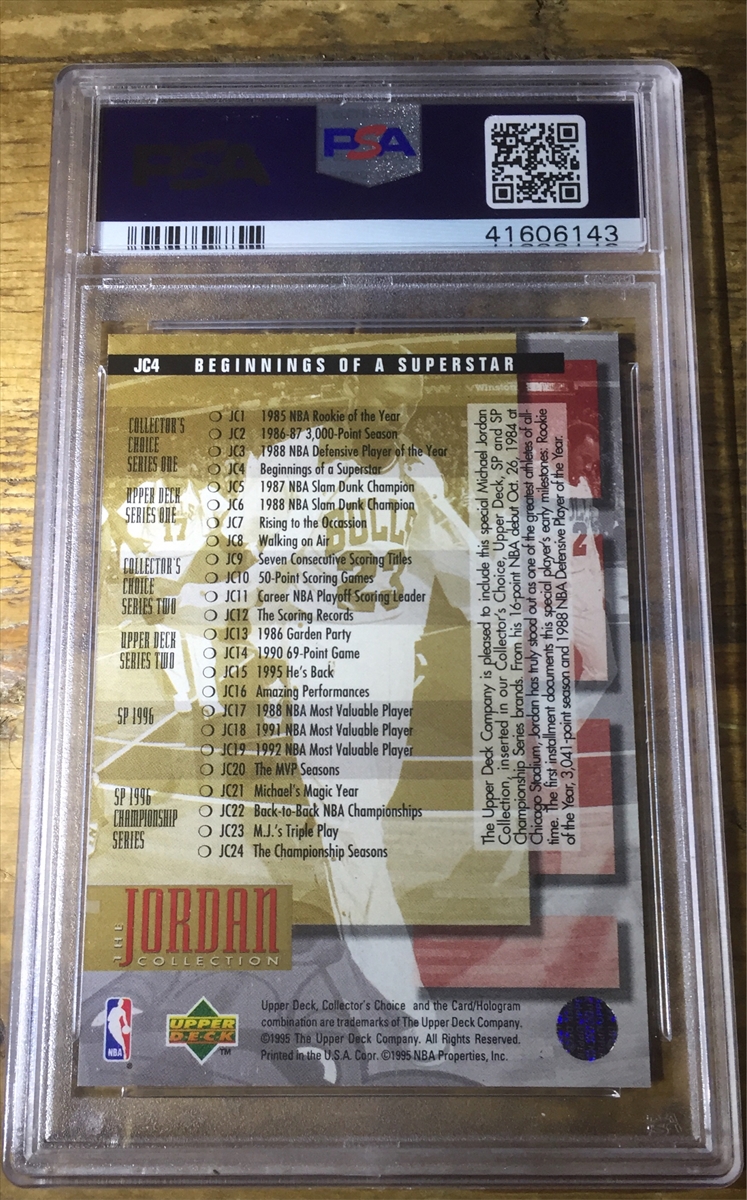 PSA
PSA
41606143
JC4 BEGINNINGS OF A SUPERSTAR
COLLECTOR'S
CHOICE
SERIES ONE
JC1 1985 NBA Rookie of the Year
JC2 1986-87 3,000-Point Season
JC3 1988 NBA Defensive Player of the Year
JC4 Beginnings of a Superstar
UPPER DECK
SERIES ONE
JC5 1987 NBA Slam Dunk Champion
JC6 1988 NBA Slam Dunk Champion
JC7 Rising to the Occassion
JC8 Walking on Air
COLLECTOR'S
CHOICE
SERIES TWO
JC9 Seven Consecutive Scoring Titles
JC10 50-Point Scoring Games
JC11 Career NBA Playoff Scoring Leader
JC12 The Scoring Records
UPPER DECK
SERIES TWO
JC13 1986 Garden Party
JC14 1990 69-Point Game
JC15 1995 He's Back
JC16 Amazing Performances
SP 1996
JC17 1988 NBA Most Valuable Player
JC18 1991 NBA Most Valuable Player
JC19 1992 NBA Most Valuable Player
JC20 The MVP Seasons
SP 1996
CHAMPIONSHIP
SERIES
JC21 Michael's Magic Year
JC22 Back-to-Back NBA Championships
JC23 M.J.'s Triple Play
JC24 The Championship Seasons
The Upper Deck Company is pleased to include this special Michael Jordan
Collection, inserted in our Collector's Choice, Upper Deck, SP and SP
Championship Series brands. From his 16-point NBA debut Oct. 26, 1984 at
Chicago Stadium, Jordan has truly stood out as one of the greatest athletes of all-
time. The first installment documents this special player's early milestones: Rookie
of the Year, 3,041-point season and 1988 NBA Defensive Player of the Year.
BULLS
23
17
THE
JORDAN
COLLECTION
NBA
UPPER
DECK
TM
Upper Deck, Collector's Choice and the Card/Hologram
combination are trademarks of The Upper Deck Company.
©1995 The Upper Deck Company. All Rights Reserved.
Printed in the U.S.A. Copr. ©1995 NBA Properties, Inc.